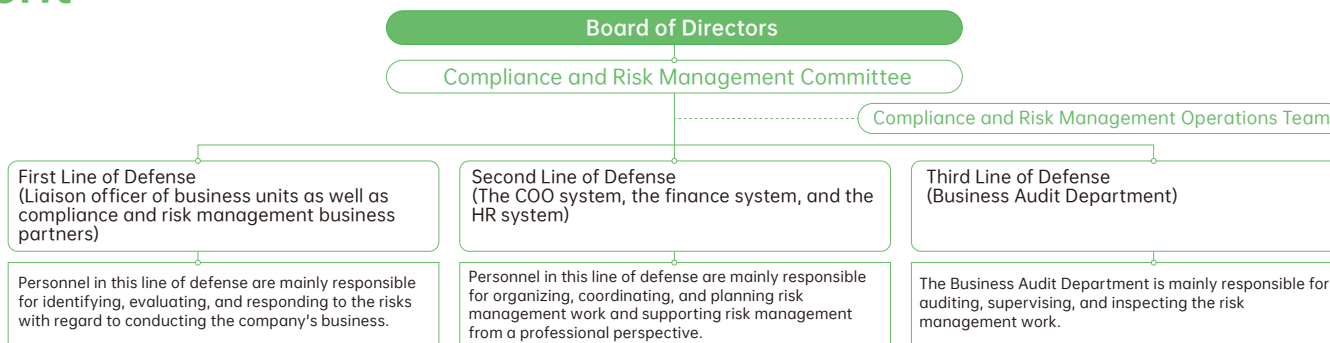 Board of Directors
Compliance and Risk Management Committee
Compliance and Risk Management Operations Team
First Line of Defense
(Liaison officer of business units as well as
compliance and risk management business
partners)
Second Line of Defense
(The COO system, the finance system, and the
HR system)
Third Line of Defense
(Business Audit Department)
Personnel in this line of defense are mainly responsible
for identifying, evaluating, and responding to the risks
with regard to conducting the company's business.
Personnel in this line of defense are mainly responsible
for organizing, coordinating, and planning risk
management work and supporting risk management
from a professional perspective.
The Business Audit Department is mainly responsible for
auditing, supervising, and inspecting the risk
management work.